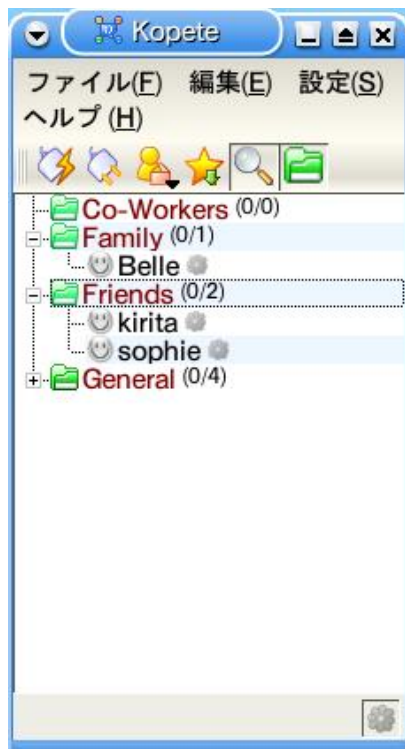 Kopete
ファイル(F) 編集(E) 設定(S)
ヘルプ(H)
Co-Workers (0/0)
Family (0/1)
Belle
Friends (0/2)
kirita
sophie
General (0/4)